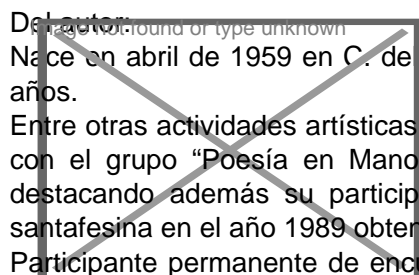 Del autor:
Image not found or type unknown
Nace en abril de 1959 en C. de
años.
Entre otras actividades artísticas
con el grupo “Poesía en Mano
destacando además su particip
santafesina en el año 1989 obter
Participante permanente de encu